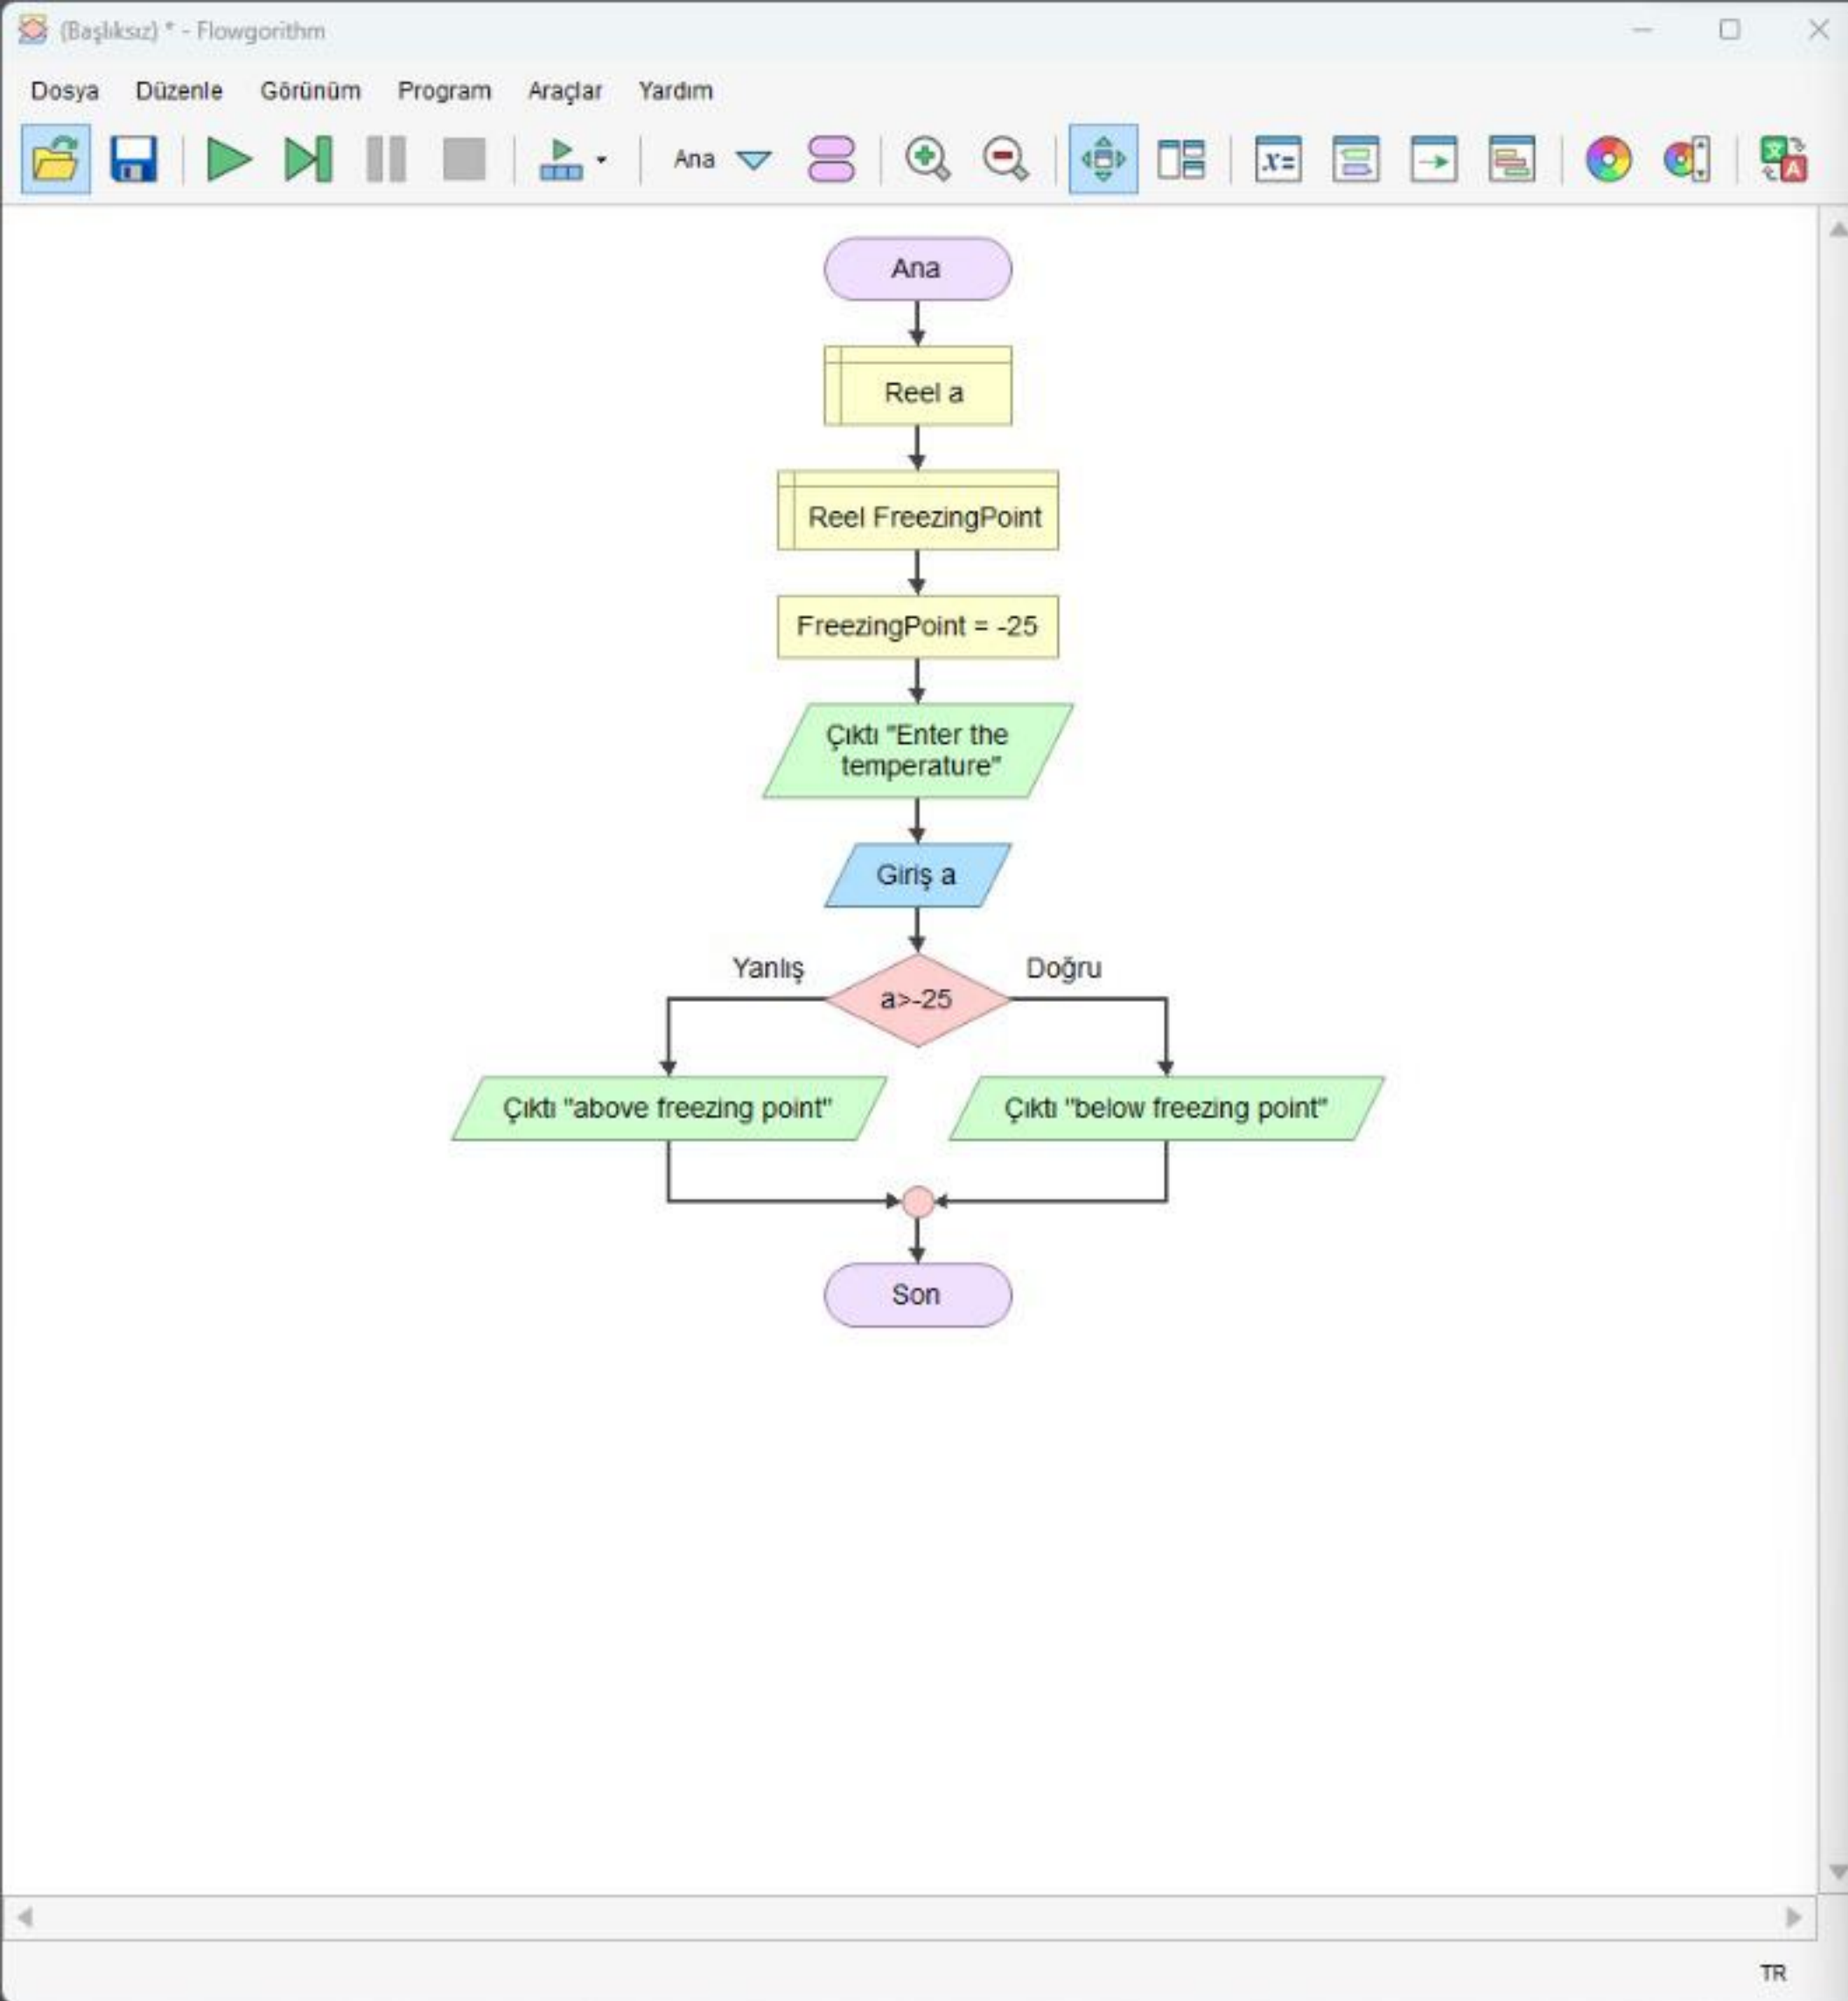 (Başlıksız) * - Flowgorithm
Dosya Düzenle Görünüm Program Araçlar Yardım
Ana
x=
Ana
Reel a
Reel FreezingPoint
FreezingPoint = -25
Çıktı "Enter the
temperature"
Giriş a
Yanlış
Doğru
a>-25
Çıktı "above freezing point"
Çıktı "below freezing point"
Son
TR